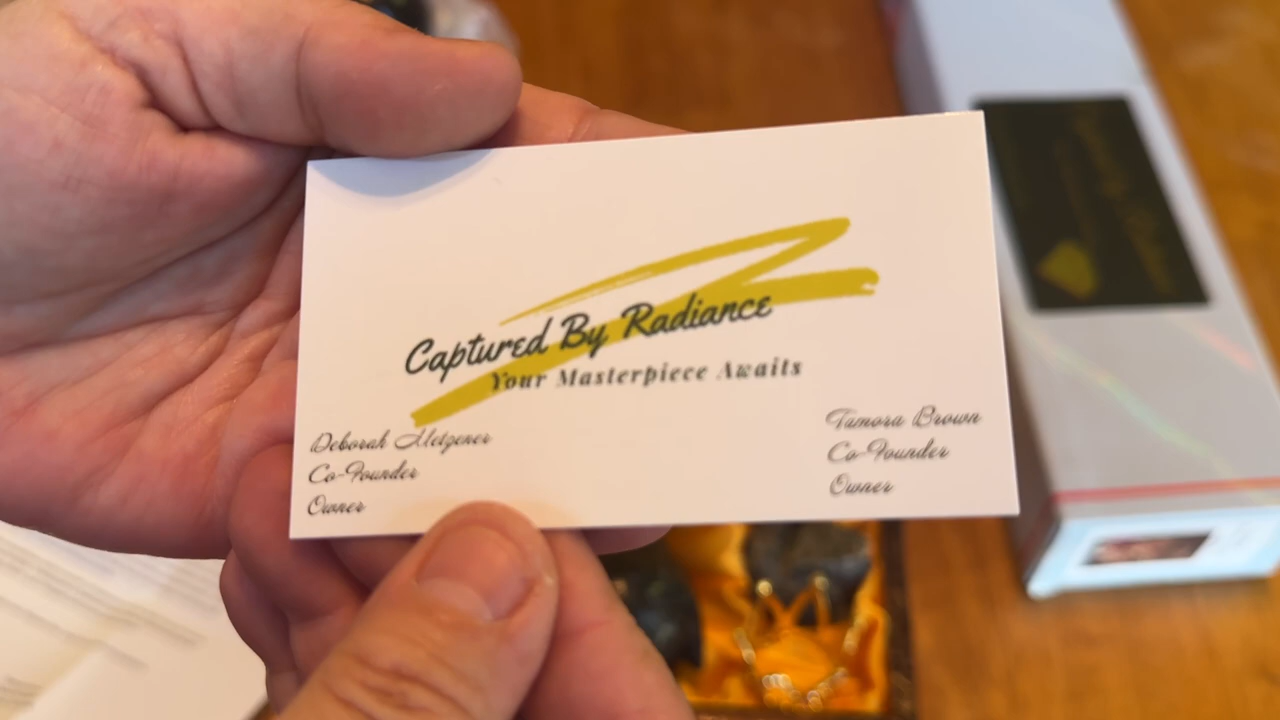 Captured By Radiance
Your Masterpiece Awaits
Deborah Metzener
Co-Founder
Owner
Tamora Brown
Co-Founder
Owner